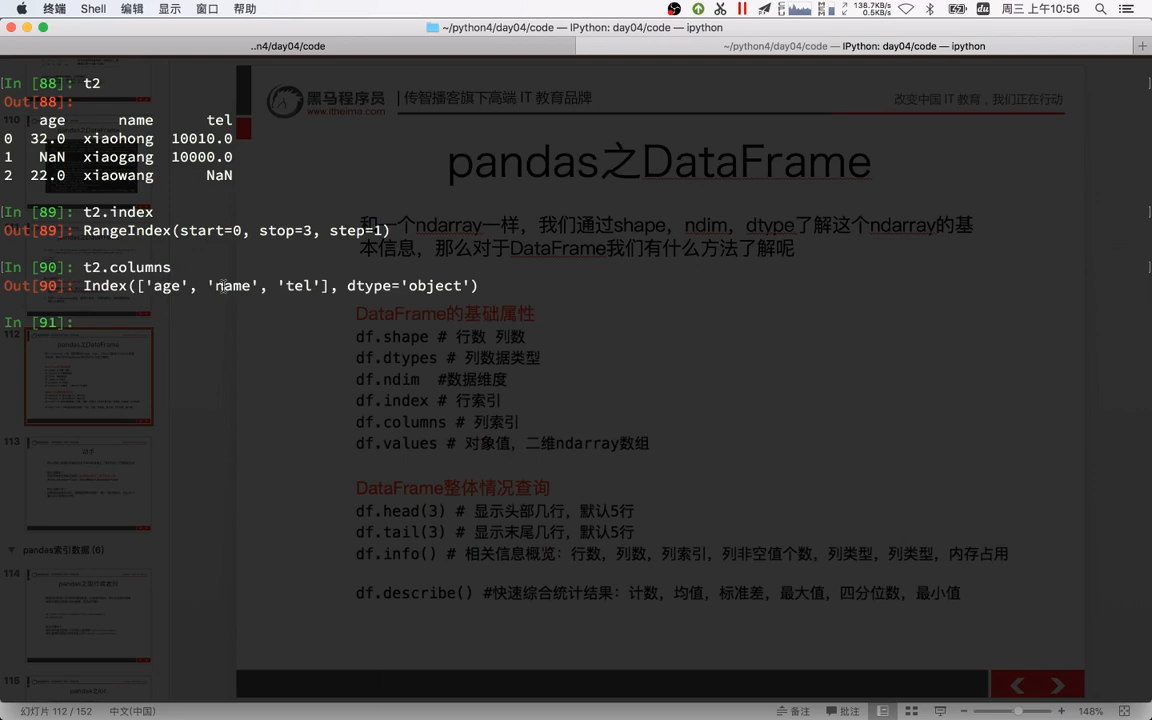 终端 Shell 编辑 显示 窗口 帮助 138.7KB/s 0.5KB/s 周三 上午10:56
~/python4/day04/code — IPython: day04/code — ipython
..n4/day04/code
~/python4/day04/code — IPython: day04/code — ipython
In [88]: t2
Out[88]:
age name tel
0 32.0 xiaohong 10010.0
1 NaN xiaogang 10000.0
2 22.0 xiaowang NaN
In [89]: t2.index
Out[89]: RangeIndex(start=0, stop=3, step=1)
In [90]: t2.columns
Out[90]: Index(['age', 'name', 'tel'], dtype='object')
In [91]:
110
112
pandas之DataFrame
113
pandas索引数据 (6)
114
115
黑马程序员 | 传智播客旗下高端 IT 教育品牌
www.itheima.com
改变中国 IT 教育，我们正在行动
pandas之DataFrame
和一个ndarray一样，我们通过shape，ndim，dtype了解这个ndarray的基
本信息，那么对于DataFrame我们有什么方法了解呢
DataFrame的基础属性
df.shape # 行数 列数
df.dtypes # 列数据类型
df.ndim #数据维度
df.index # 行索引
df.columns # 列索引
df.values # 对象值，二维ndarray数组
DataFrame整体情况查询
df.head(3) # 显示头部几行，默认5行
df.tail(3) # 显示末尾几行，默认5行
df.info() # 相关信息概览：行数，列数，列索引，列非空值个数，列类型，列类型，内存占用
df.describe() #快速综合统计结果：计数，均值，标准差，最大值，四分位数，最小值
幻灯片 112 / 152 中文(中国) 备注 批注 148%